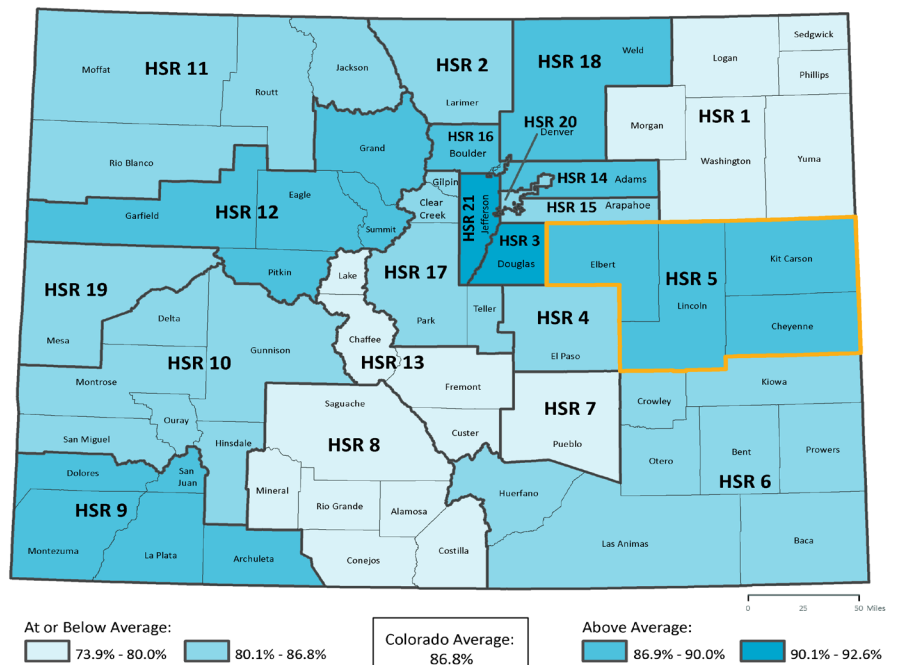 Sedgwick
Weld
Logan
HSR 2
HSR 18
HSR 11
Jackson
Moffat
Phillips
Routt
Larimer
HSR 1
HSR 20
Morgan
Denver
HSR 16
Grand
Boulder
Rio Blanco
Washington
Yuma
HSR 14
Adams
Gilpin
Eagle
Clear
Creek
HSR 21
Jefferson
HSR 15
Arapahoe
Garfield
HSR 12
Summit
HSR 3
Douglas
Elbert
Kit Carson
HSR 5
Pitkin
Lake
HSR 17
HSR 19
Lincoln
Teller
Delta
Park
HSR 4
Cheyenne
Mesa
Chaffee
Gunnison
El Paso
HSR 10
HSR 13
Montrose
Fremont
Kiowa
Saguache
Crowley
HSR 7
Ouray
Custer
San Miguel
Hinsdale
HSR 8
Pueblo
Bent
Prowers
Otero
Dolores
San
Juan
HSR 6
Mineral
Huerfano
Rio Grande
Alamosa
HSR 9
Las Animas
Baca
Montezuma
La Plata
Archuleta
Conejos
Costilla
0 25 50 Miles
At or Below Average:
73.9% - 80.0%
80.1% - 86.8%
Colorado Average:
86.8%
Above Average:
86.9% - 90.0%
90.1% - 92.6%